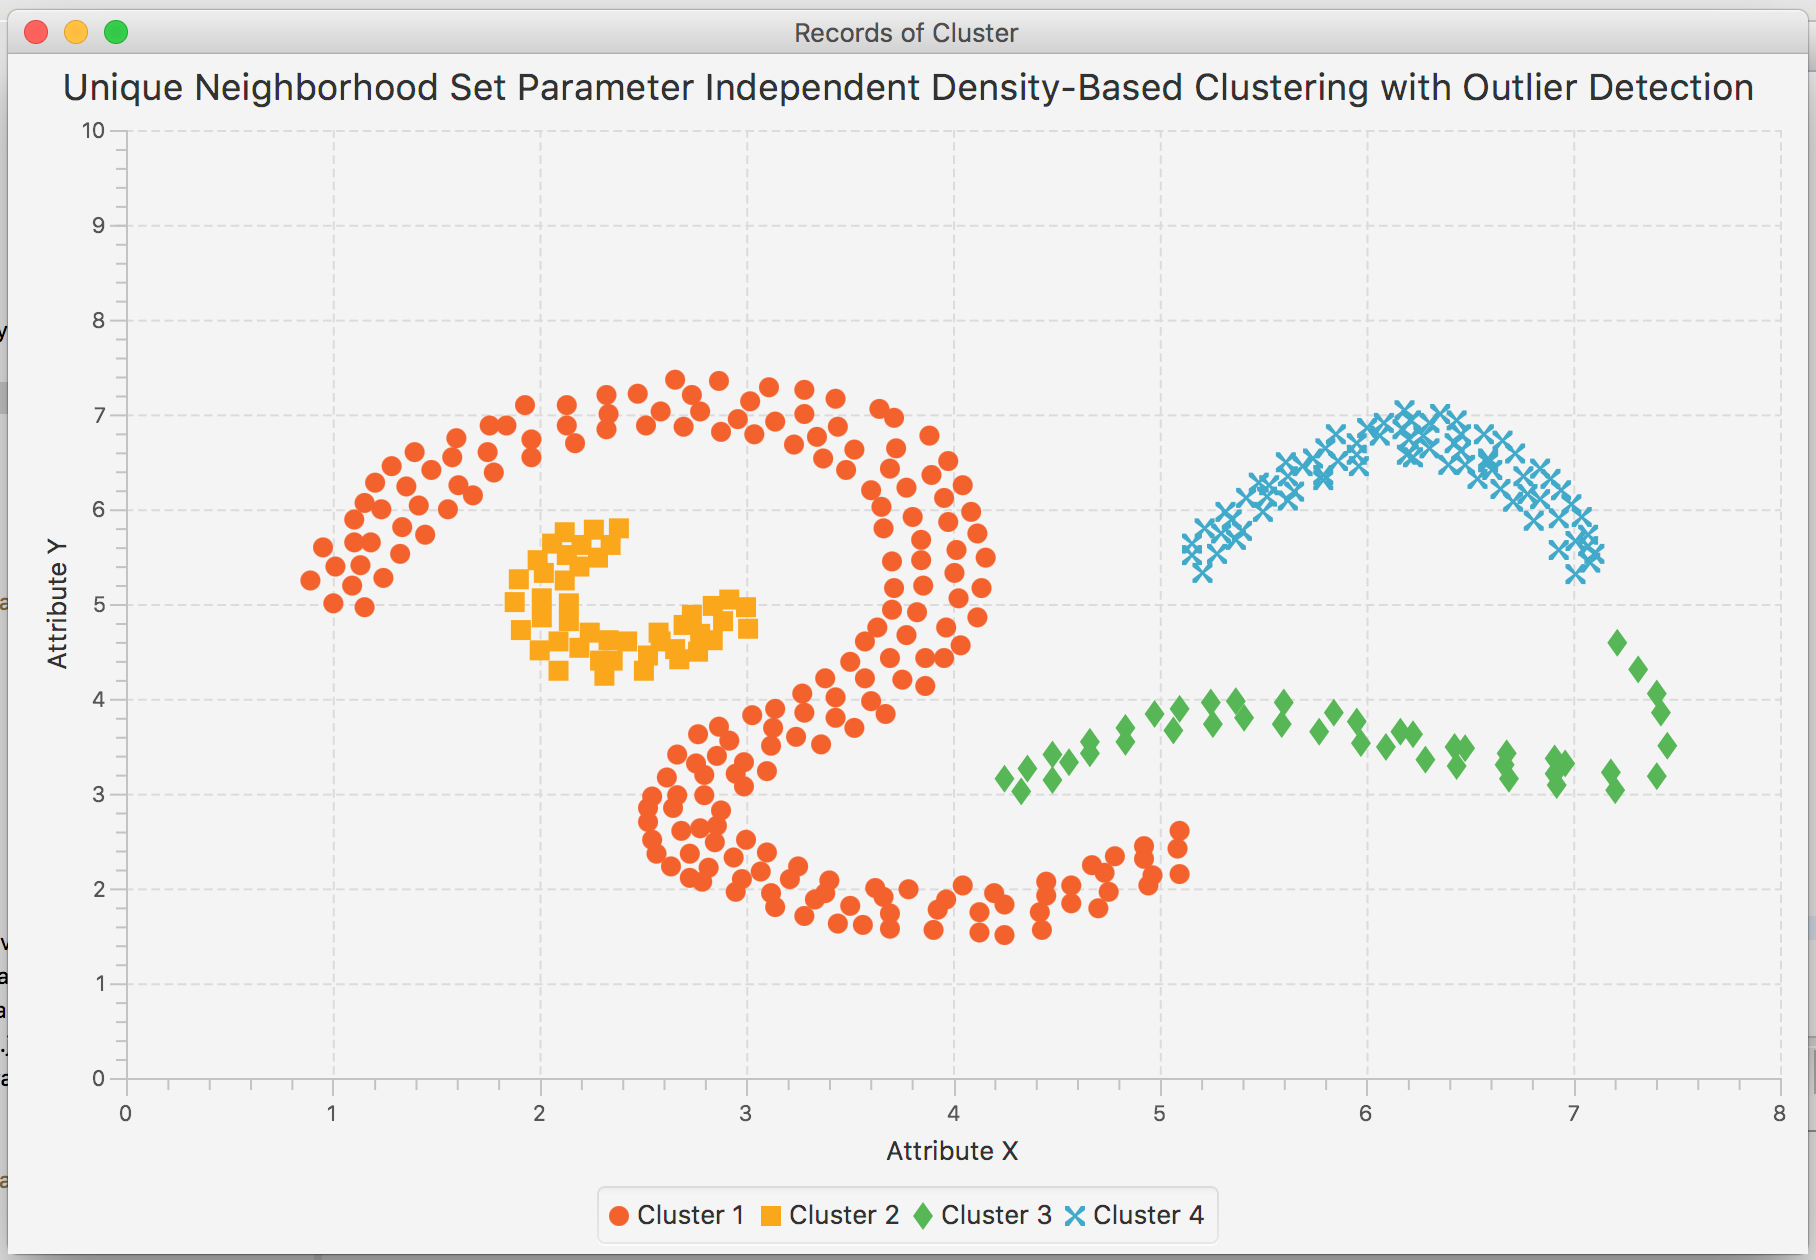 Records of Cluster
Unique Neighborhood Set Parameter Independent Density-Based Clustering with Outlier Detection
10
9
8
7
6
5
4
3
2
1
0
Attribute Y
0 1 2 3 4 5 6 7 8
Attribute X
Cluster 1 Cluster 2 Cluster 3 Cluster 4